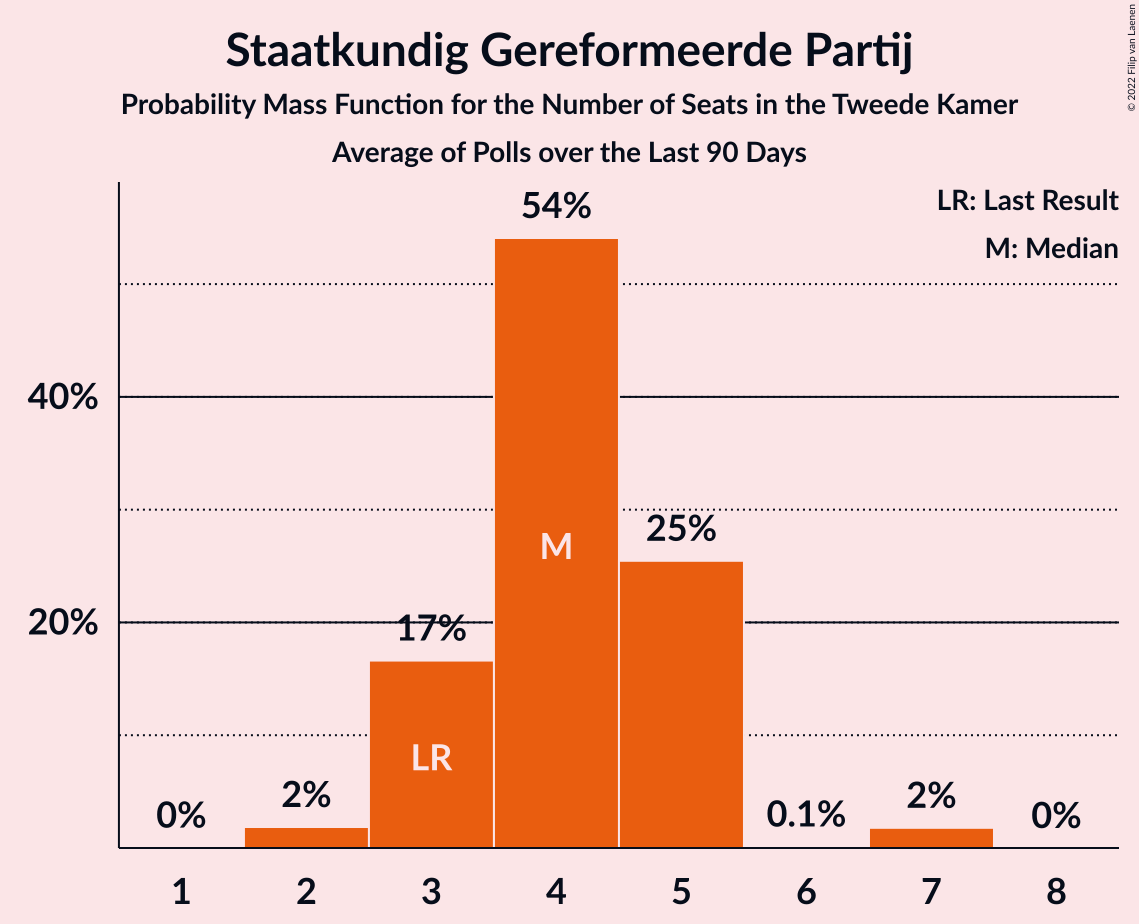 Staatkundig Gereformeerde Partij
Probability Mass Function for the Number of Seats in the Tweede Kamer
Average of Polls over the Last 90 Days
© 2022 Filip van Laenen
LR: Last Result
M: Median
54%
40%
M
25%
20%
17%
LR
0%
2%
0.1%
2%
0%
1 2 3 4 5 6 7 8